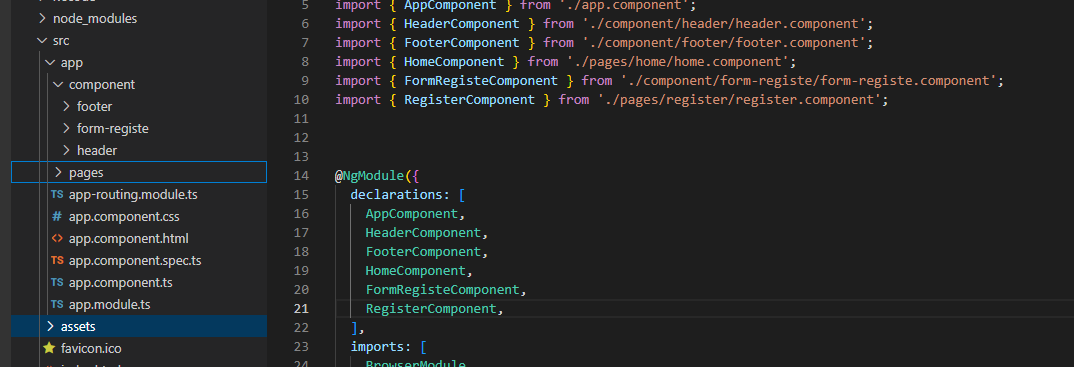 node_modules
src
app
component
footer
form-registe
header
pages
TS app-routing.module.ts
# app.component.css
<> app.component.html
TS app.component.spec.ts
TS app.component.ts
TS app.module.ts
assets
favicon.ico
5 import { AppComponent } from './app.component';
6 import { HeaderComponent } from './component/header/header.component';
7 import { FooterComponent } from './component/footer/footer.component';
8 import { HomeComponent } from './pages/home/home.component';
9 import { FormRegisteComponent } from './component/form-registe/form-registe.component';
10 import { RegisterComponent } from './pages/register/register.component';
11
12
13
14 @NgModule({
15 declarations: [
16 AppComponent,
17 HeaderComponent,
18 FooterComponent,
19 HomeComponent,
20 FormRegisteComponent,
21 RegisterComponent,
22 ],
23 imports: [
24 BrowserModule